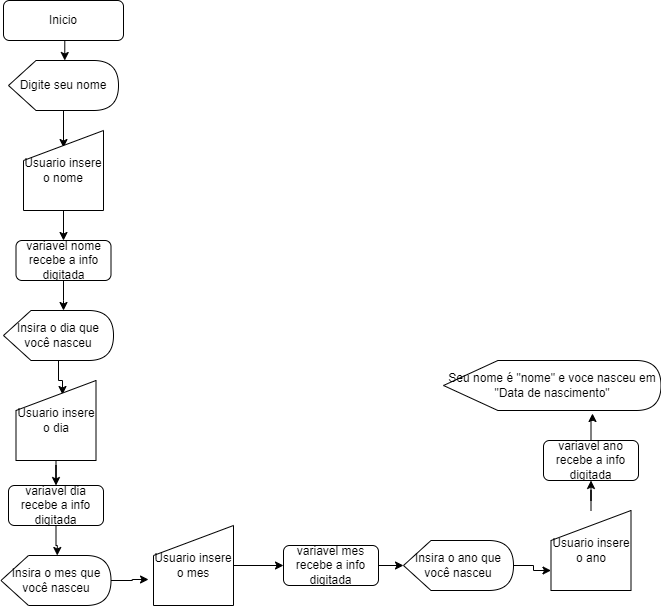 Inicio
Digite seu nome
Usuario insere
o nome
variavel nome
recebe a info
digitada
Insira o dia que
você nasceu
Usuario insere
o dia
variavel dia
recebe a info
digitada
Insira o mes que
você nasceu
Usuario insere
o mes
variavel mes
recebe a info
digitada
Insira o ano que
você nasceu
Usuario insere
o ano
variavel ano
recebe a info
digitada
Seu nome é "nome" e voce nasceu em
"Data de nascimento"